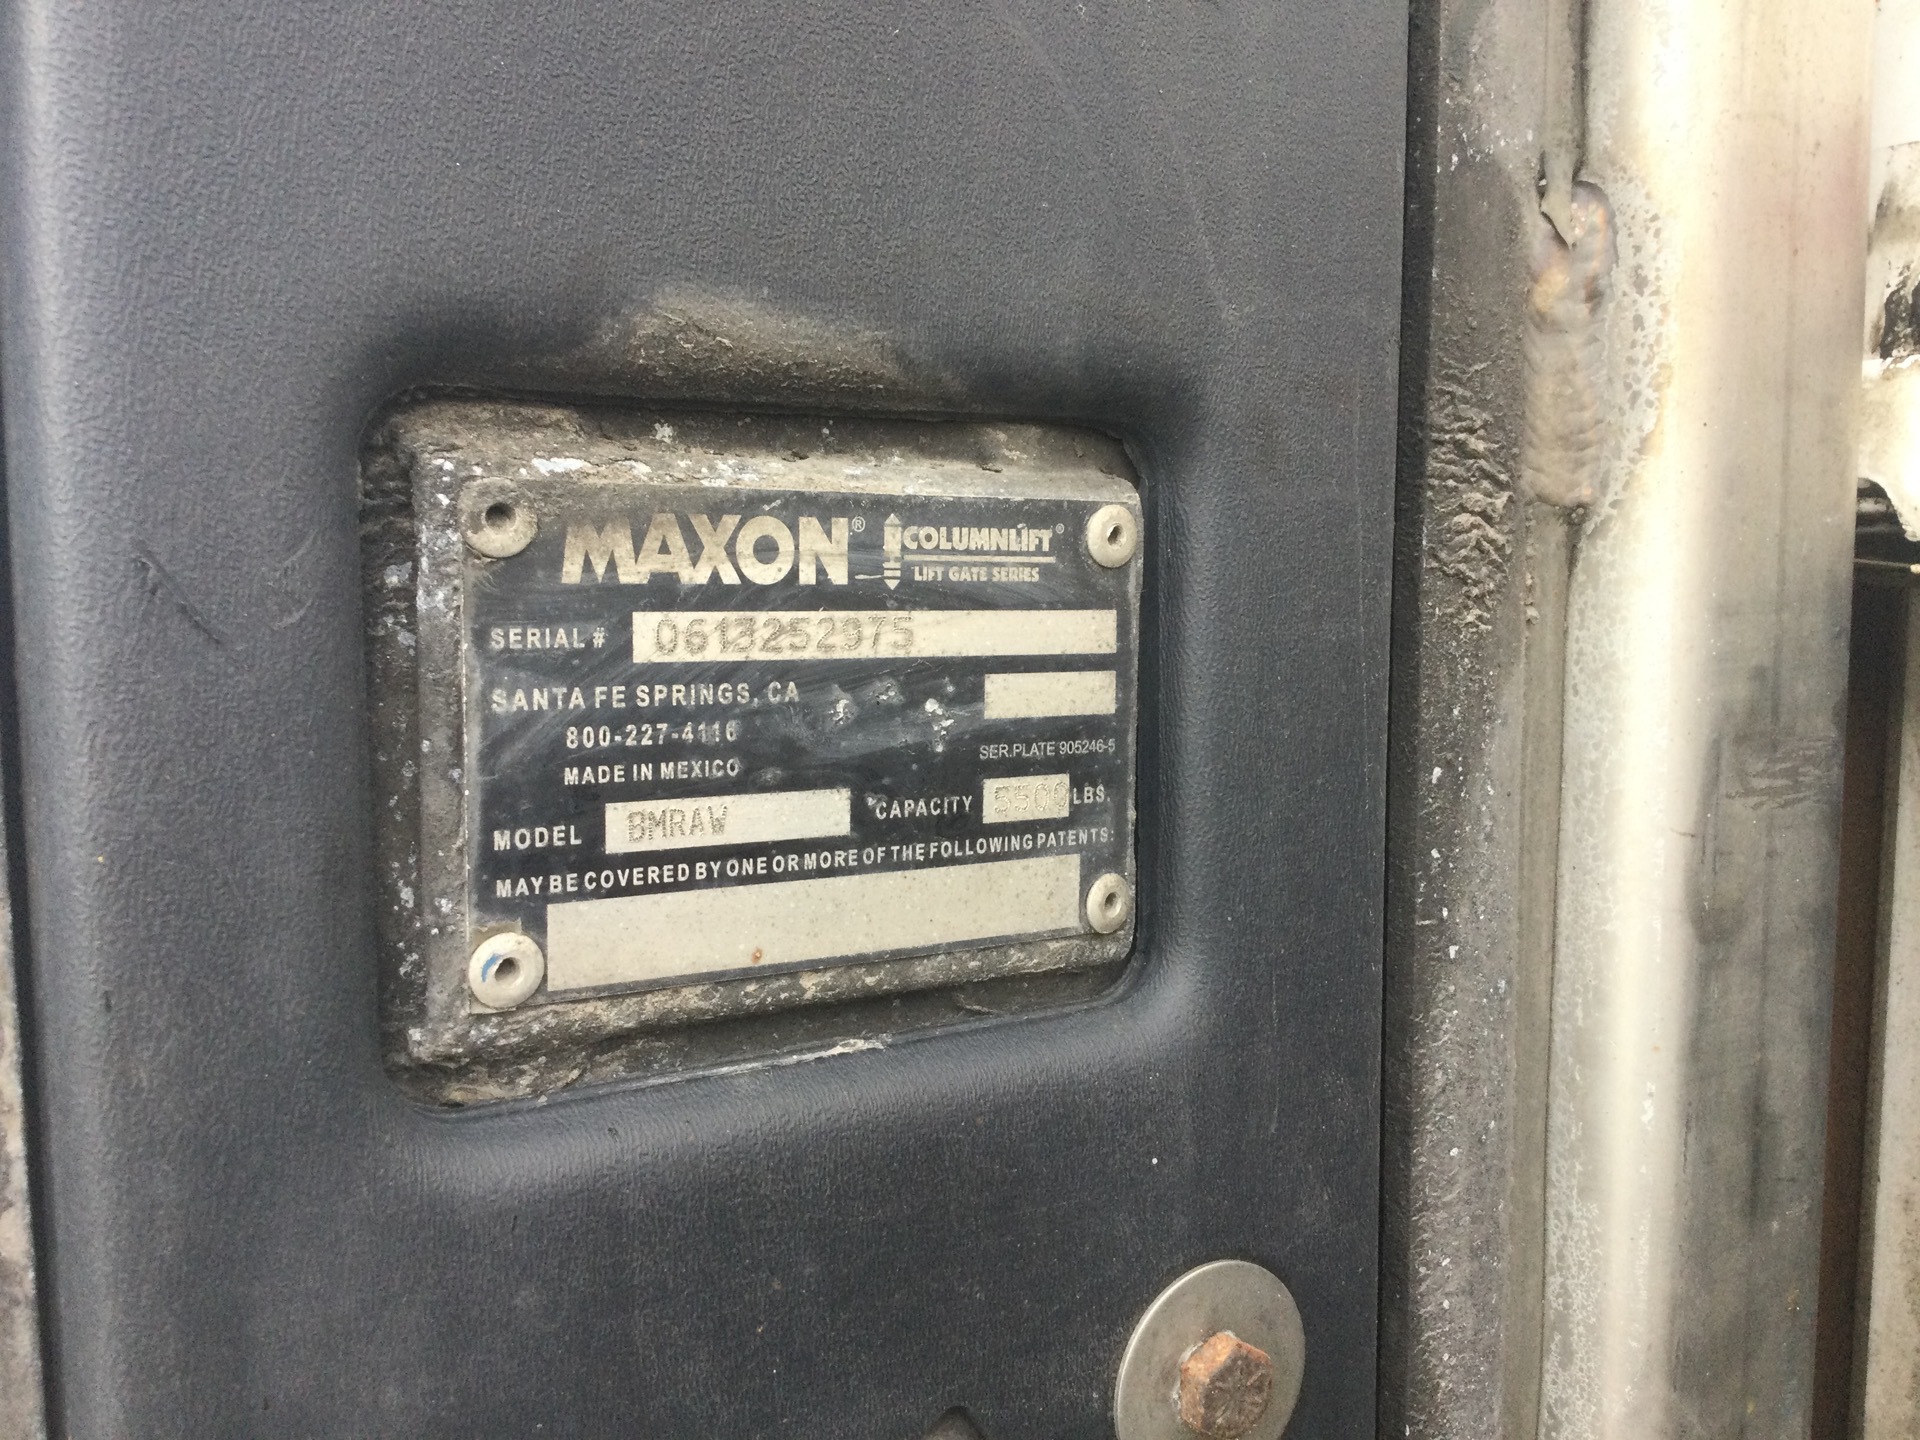 MAXON® COLUMNLIFT®
LIFT GATE SERIES
SERIAL # 0613252975
SANTA FE SPRINGS, CA
800-227-4116
SER.PLATE 905246-5
MADE IN MEXICO
MODEL BMRAW CAPACITY 5500 LBS.
MAY BE COVERED BY ONE OR MORE OF THE FOLLOWING PATENTS: